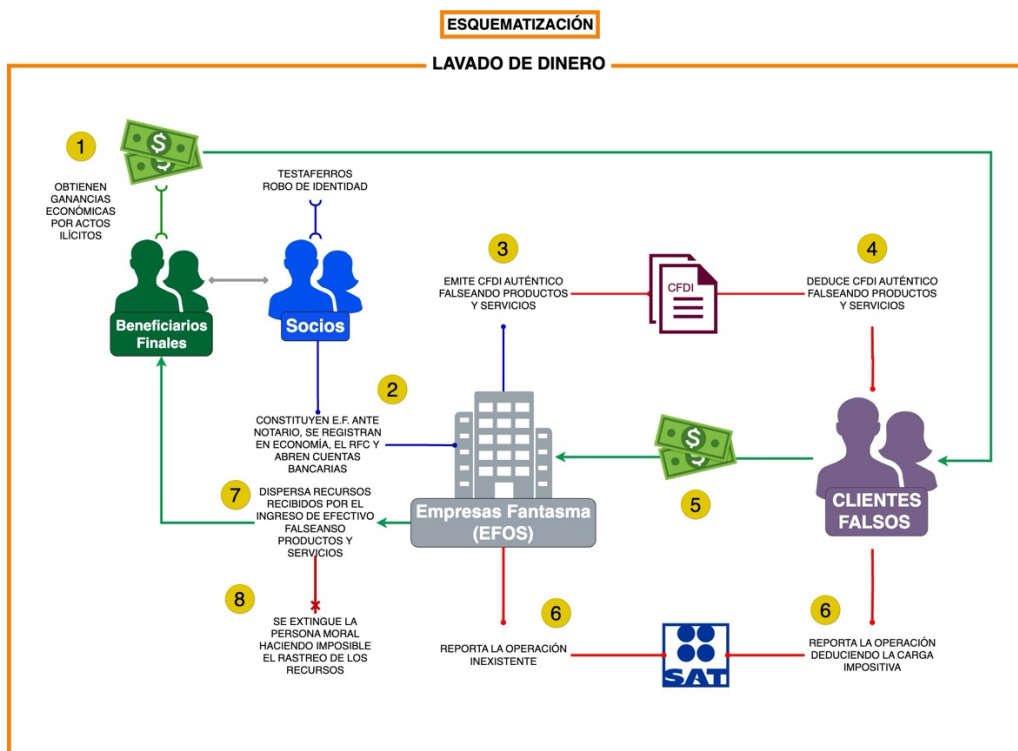 ESQUEMATIZACIÓN
LAVADO DE DINERO
1
OBTIENEN
GANANCIAS
ECONÓMICAS
POR ACTOS
ILÍCITOS
$
$
TESTAFERROS
ROBO DE IDENTIDAD
Beneficiarios
Finales
Socios
3
EMITE CFDI AUTÉNTICO
FALSEANDO PRODUCTOS
Y SERVICIOS
CFDI
4
DEDUCE CFDI AUTÉNTICO
FALSEANDO PRODUCTOS
Y SERVICIOS
2
CONSTITUYEN E.F. ANTE
NOTARIO, SE REGISTRAN
EN ECONOMÍA, EL RFC Y
ABREN CUENTAS
BANCARIAS
Empresas Fantasma
(EFOS)
$
$
5
CLIENTES
FALSOS
7
DISPERSA RECURSOS
RECIBIDOS POR EL
INGRESO DE EFECTIVO
FALSEANSO
PRODUCTOS Y
SERVICIOS
8
SE EXTINGUE LA
PERSONA MORAL
HACIENDO IMPOSIBLE
EL RASTREO DE LOS
RECURSOS
6
REPORTA LA OPERACIÓN
INEXISTENTE
SAT
6
REPORTA LA OPERACIÓN
DEDUCIENDO LA CARGA
IMPOSITIVA